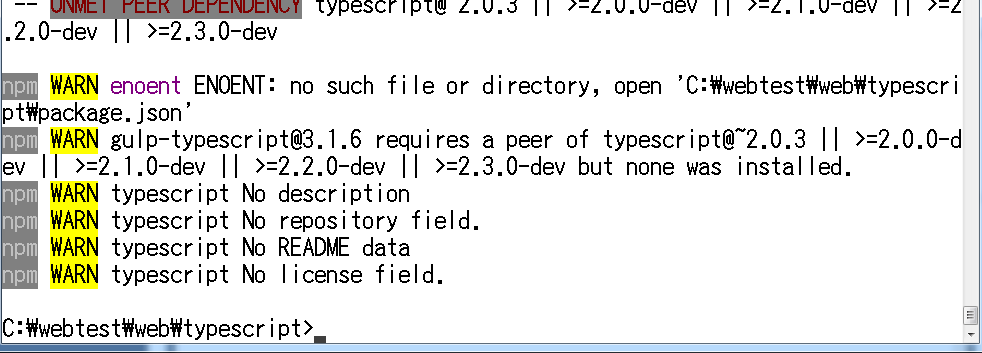 -- UNMET PEER DEPENDENCY typescript@~2.0.3 || >=2.0.0-dev || >=2.1.0-dev || >=2
.2.0-dev || >=2.3.0-dev
npm WARN enoent ENOENT: no such file or directory, open 'C:₩webtest₩web₩typescri
pt₩package.json'
npm WARN gulp-typescript@3.1.6 requires a peer of typescript@~2.0.3 || >=2.0.0-d
ev || >=2.1.0-dev || >=2.2.0-dev || >=2.3.0-dev but none was installed.
npm WARN typescript No description
npm WARN typescript No repository field.
npm WARN typescript No README data
npm WARN typescript No license field.
C:₩webtest₩web₩typescript>